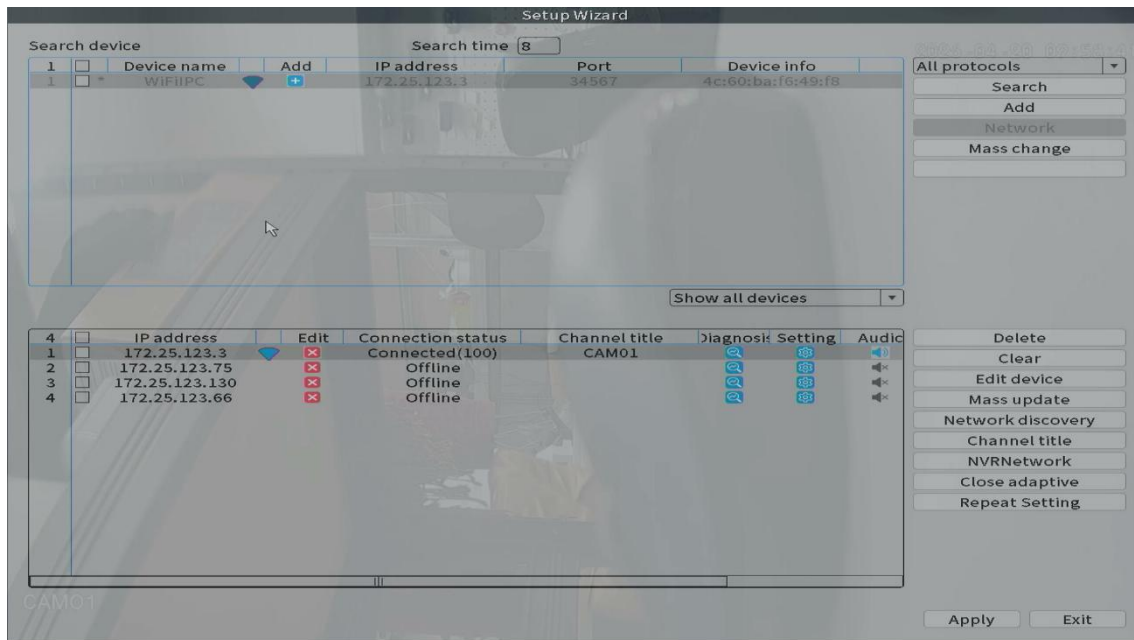 Setup Wizard
Search device Search time 8
1 Device name Add IP address Port Device info All protocols
1 * WiFiIPC 172.25.123.3 34567 4c:60:ba:f6:49:f8
Search
Add
Network
Mass change
Show all devices
4 IP address Edit Connection status Channel title Diagnosis Setting Audio
1 172.25.123.3 Connected(100) CAM01
2 172.25.123.75 Offline
3 172.25.123.130 Offline
4 172.25.123.66 Offline
Delete
Clear
Edit device
Mass update
Network discovery
Channel title
NVRNetwork
Close adaptive
Repeat Setting
CAM01
Apply Exit